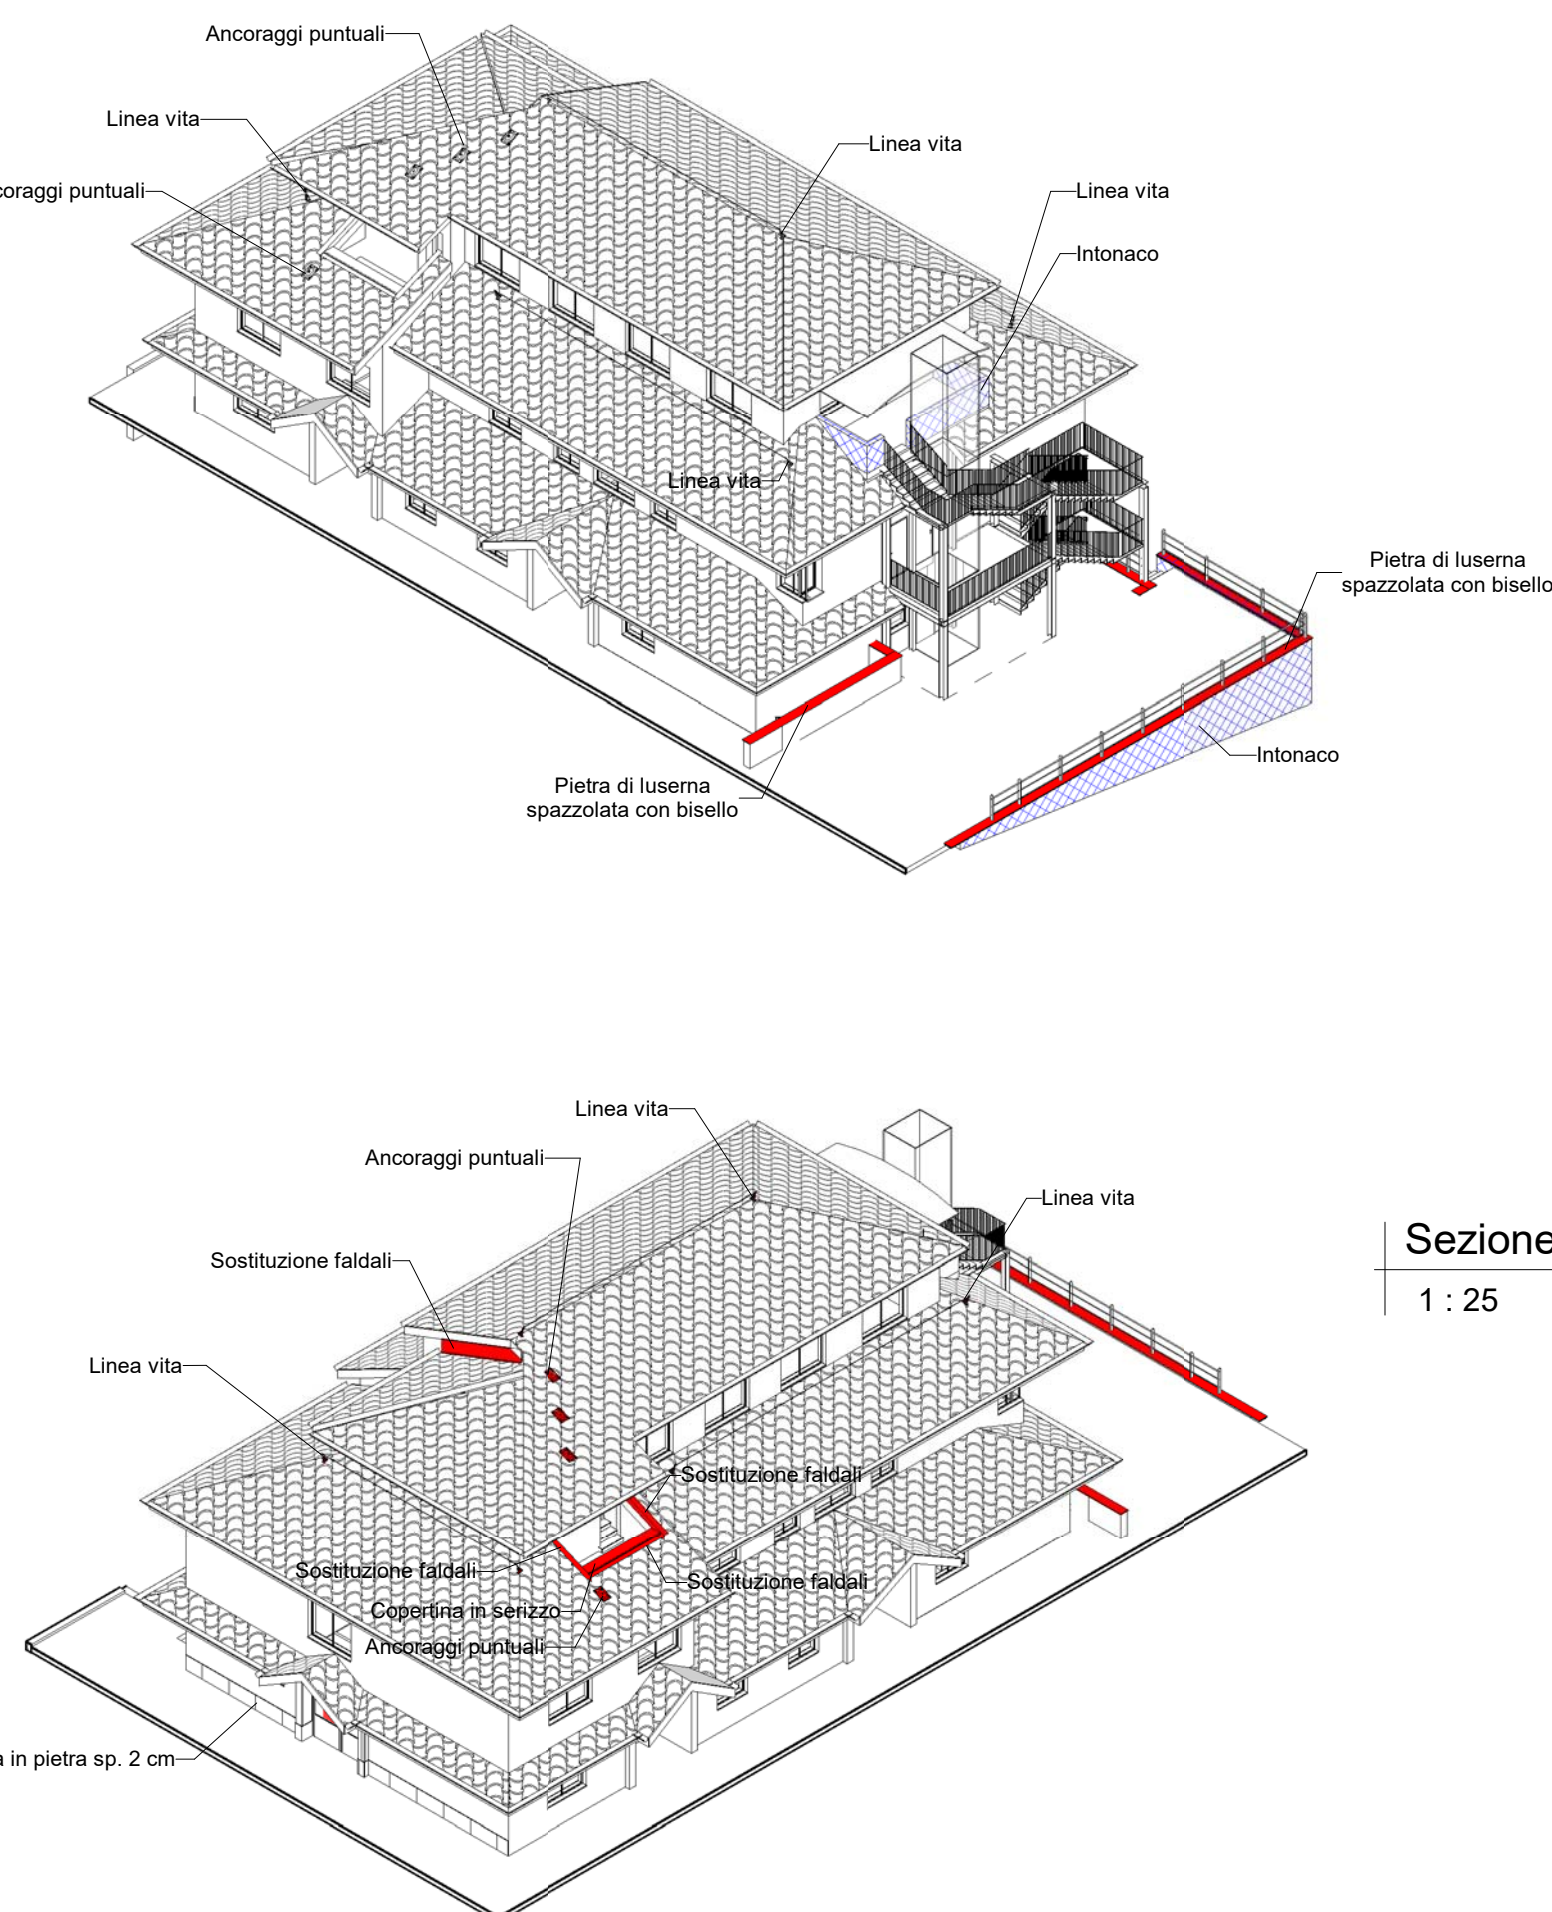 Ancoraggi puntuali
Linea vita
Linea vita
coraggi puntuali
Linea vita
Intonaco
Linea vita
Pietra di luserna
spazzolata con bisello
Intonaco
Pietra di luserna
spazzolata con bisello
Linea vita
Ancoraggi puntuali
Linea vita
Sezione
1 : 25
Sostituzione faldali
Linea vita
Sostituzione faldali
Sostituzione faldali
Sostituzione faldali
Copertina in serizzo
Ancoraggi puntuali
a in pietra sp. 2 cm